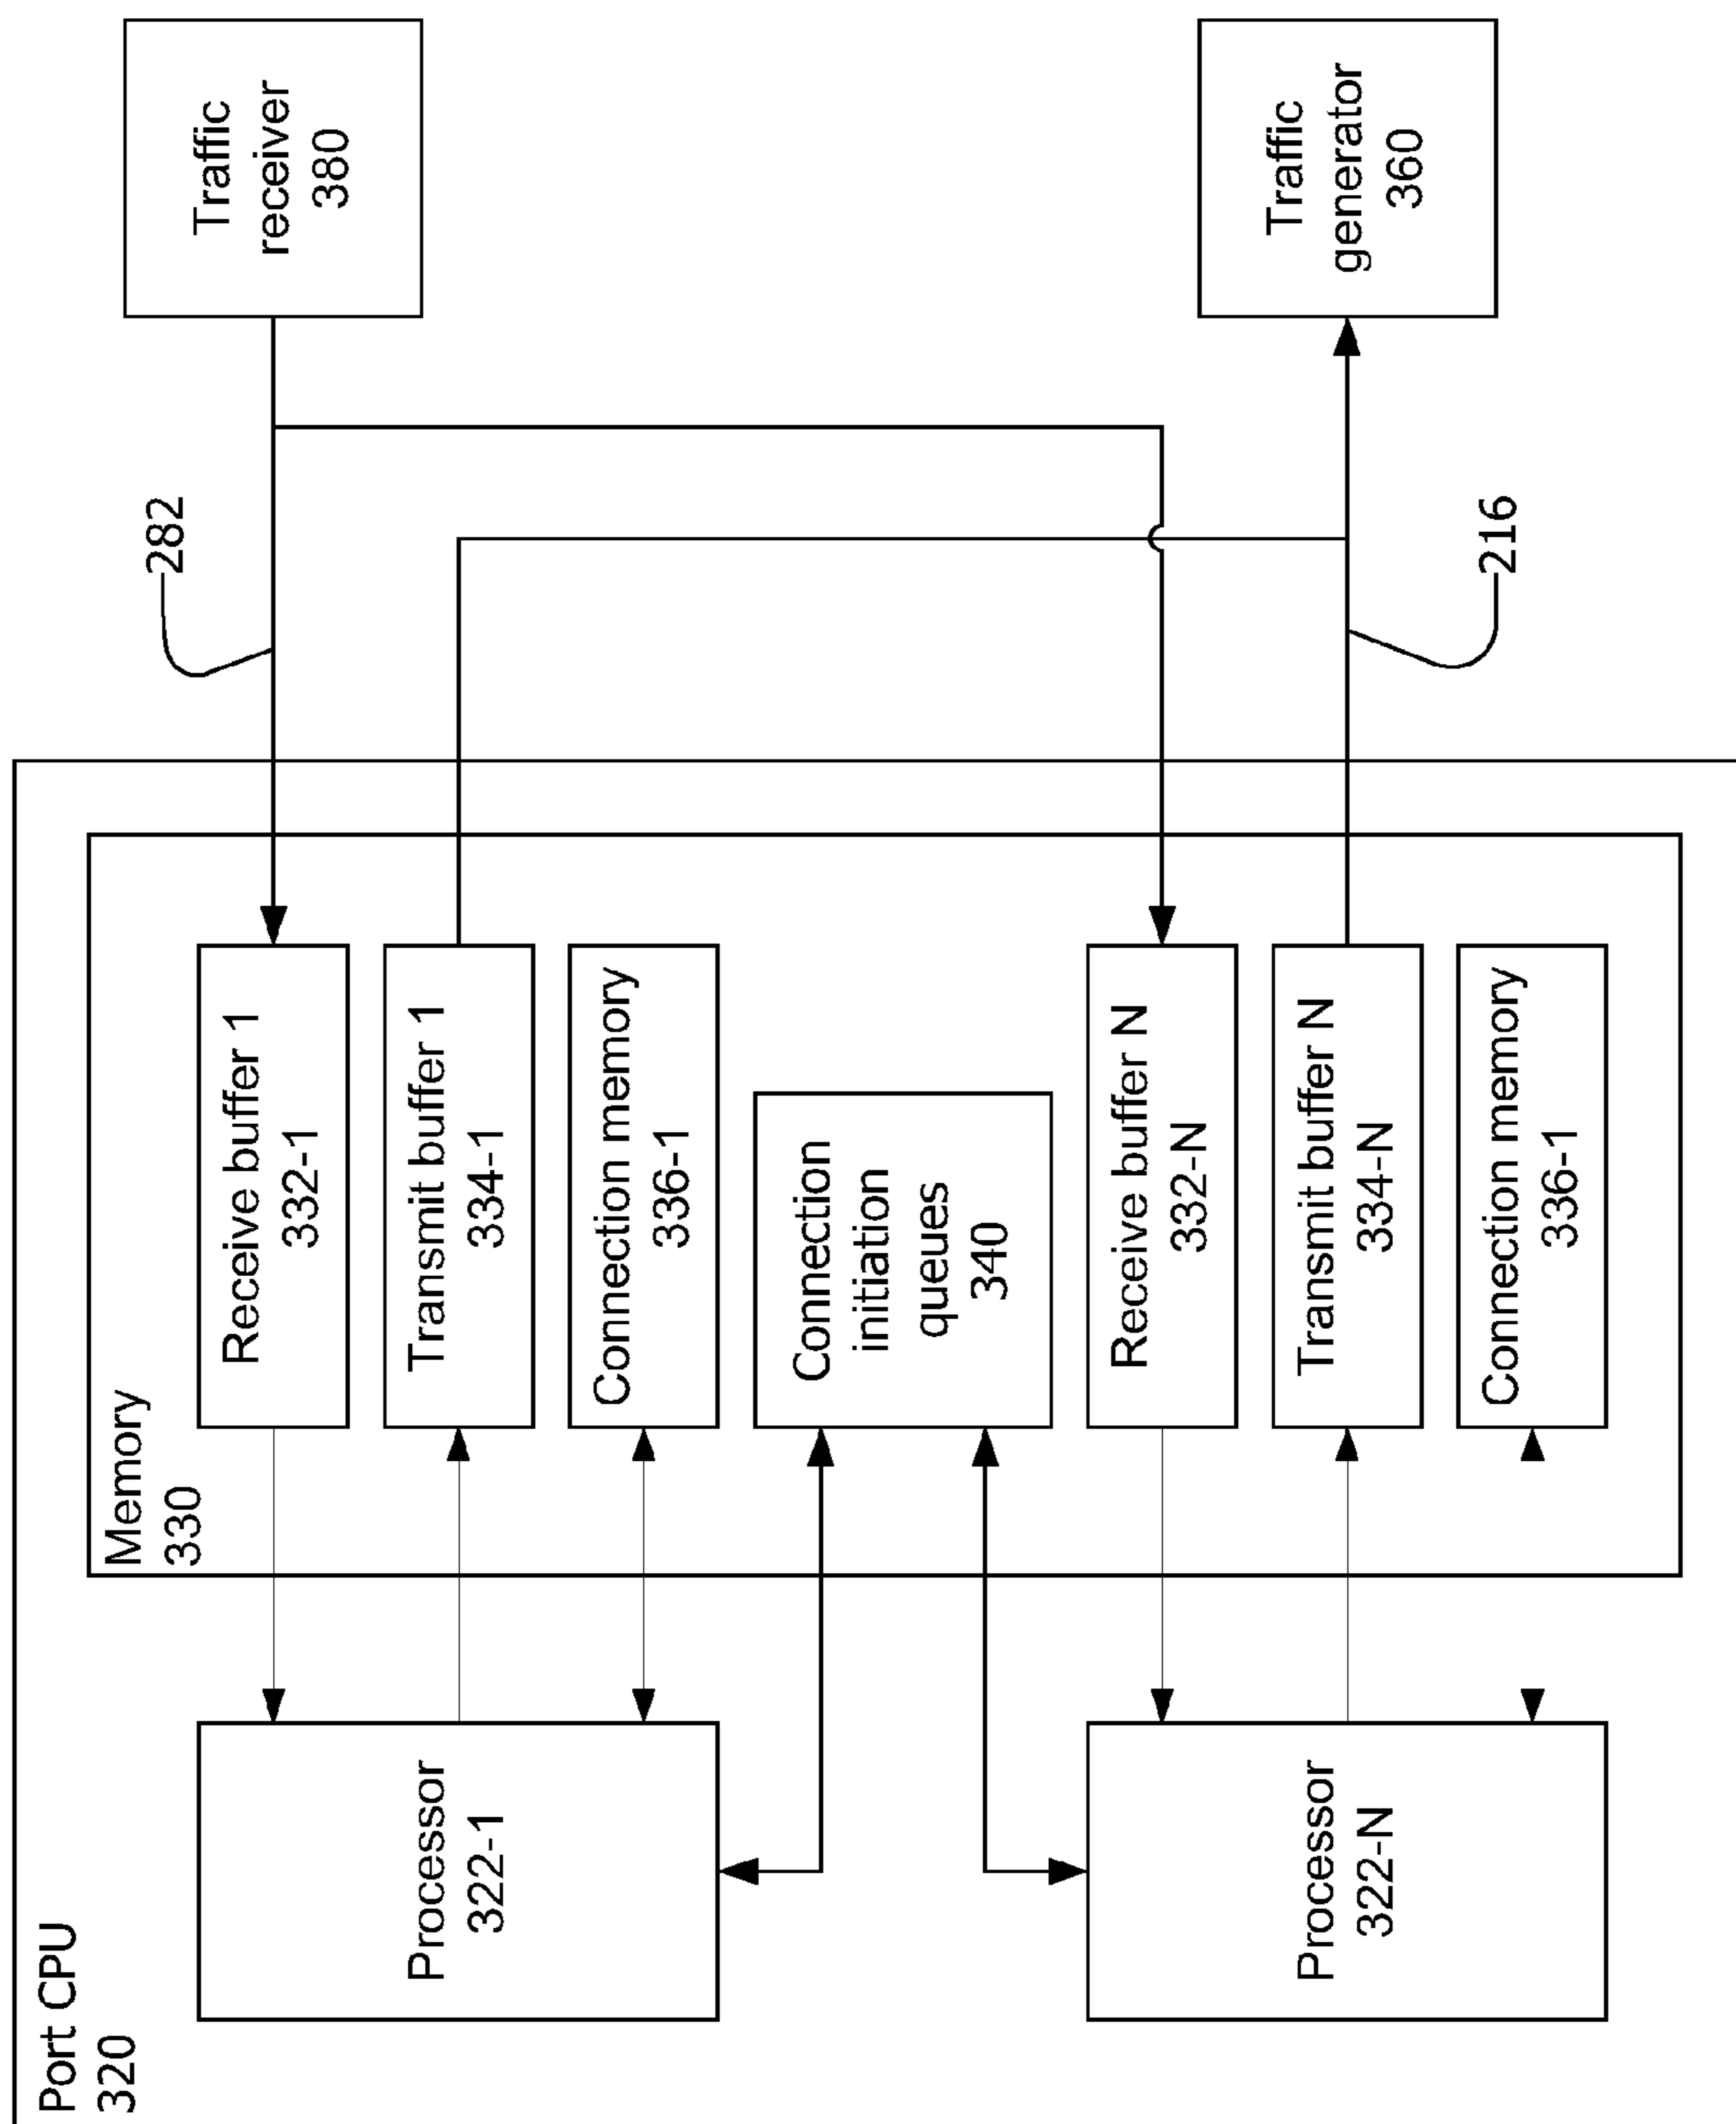 Port CPU
320
Memory
330
Processor
322-1
Receive buffer 1
332-1
Transmit buffer 1
334-1
Connection memory
336-1
Connection
initiation
queues
340
Processor
322-N
Receive buffer N
332-N
Transmit buffer N
334-N
Connection memory
336-1
282
216
Traffic
receiver
380
Traffic
generator
360